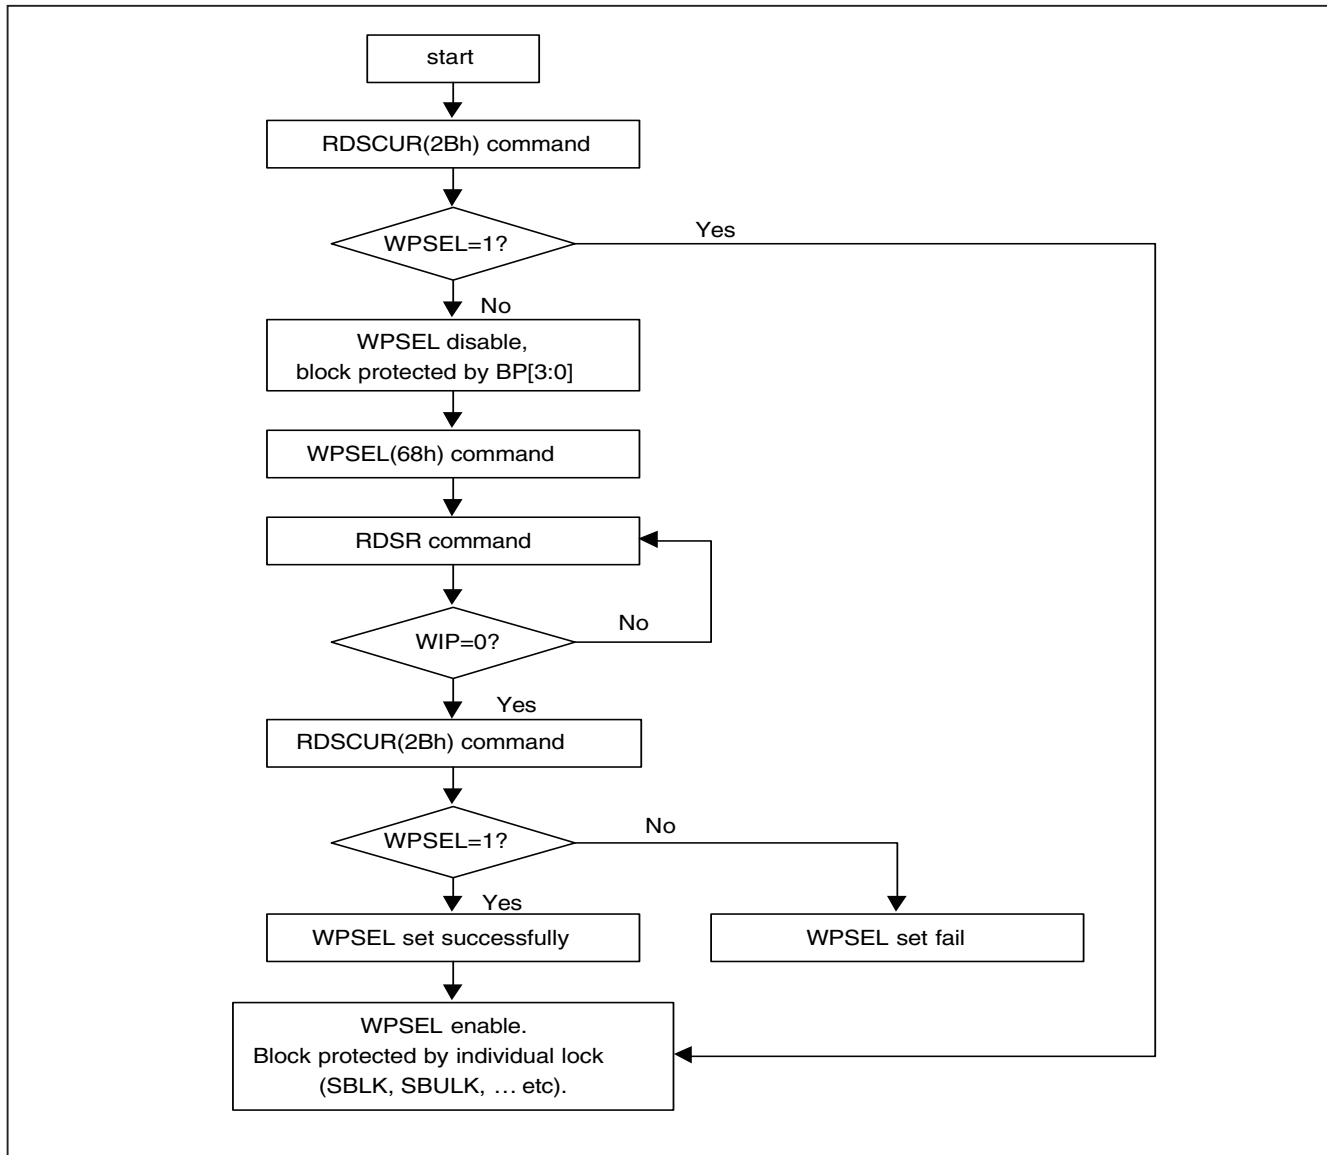 start
RDSCUR(2Bh) command
WPSEL=1?
Yes
No
WPSEL disable,
block protected by BP[3:0]
WPSEL(68h) command
RDSR command
WIP=0?
No
Yes
RDSCUR(2Bh) command
WPSEL=1?
No
Yes
WPSEL set successfully
WPSEL set fail
WPSEL enable.
Block protected by individual lock
(SBLK, SBULK, … etc).